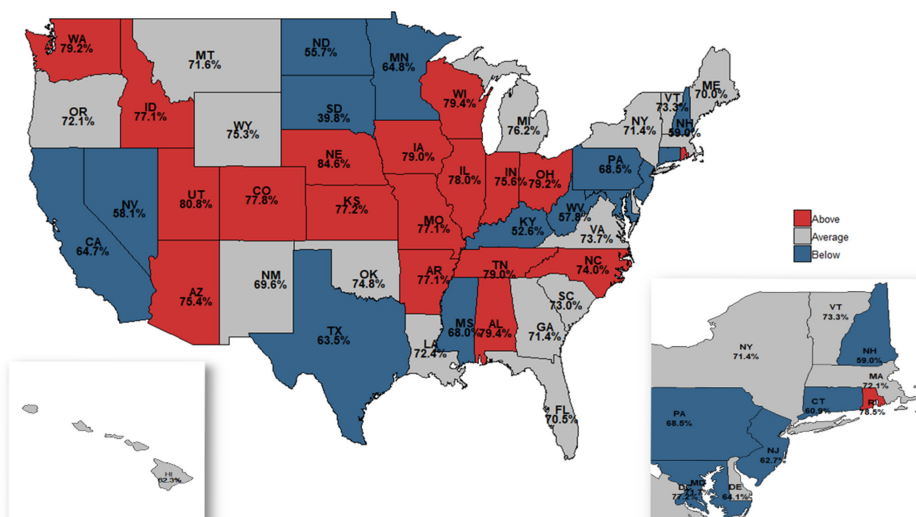 WA
79.2%
MT
71.6%
ND
55.7%
MN
64.8%
OR
72.1%
ID
77.1%
WY
75.3%
SD
39.8%
WI
79.4%
MI
76.2%
VT
73.3%
ME
70.0%
NY
71.4%
NH
59.0%
NE
84.6%
IA
79.0%
PA
68.5%
NV
58.1%
UT
80.8%
CO
77.8%
KS
77.2%
MO
77.1%
IL
78.0%
IN
75.6%
OH
79.2%
WV
57.8%
KY
52.6%
VA
73.7%
CA
64.7%
AZ
75.4%
NM
69.6%
OK
74.8%
AR
77.1%
TN
79.0%
NC
74.0%
SC
73.0%
TX
63.5%
LA
72.4%
MS
68.0%
AL
79.4%
GA
71.4%
FL
70.5%
Above
Average
Below
HI
VT
73.3%
NY
71.4%
NH
59.0%
MA
72.1%
CT
60.9%
RI
78.5%
PA
68.5%
NJ
62.7%
MD
DC
77.2%
DE
64.1%